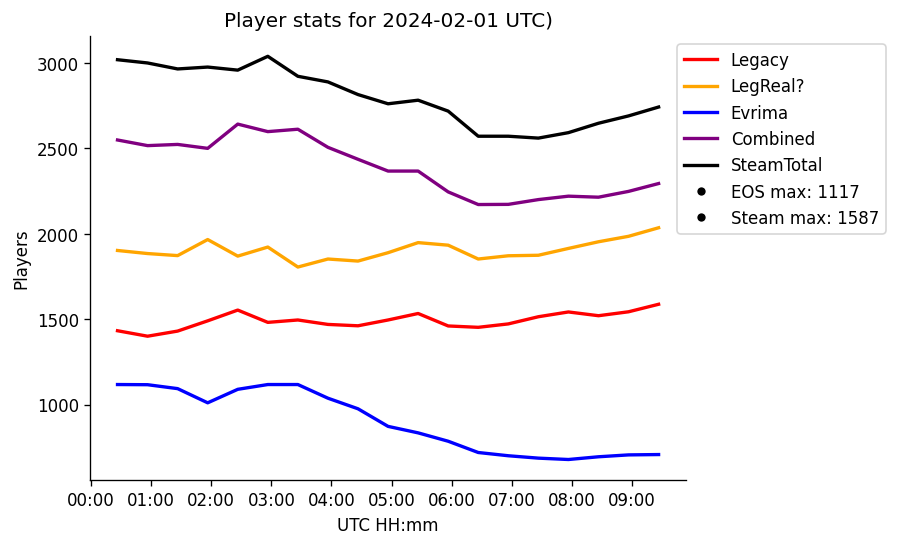 Player stats for 2024-02-01 UTC)
3000
2500
2000
1500
1000
Players
00:00 01:00 02:00 03:00 04:00 05:00 06:00 07:00 08:00 09:00
UTC HH:mm
Legacy
LegReal?
Evrima
Combined
SteamTotal
EOS max: 1117
Steam max: 1587